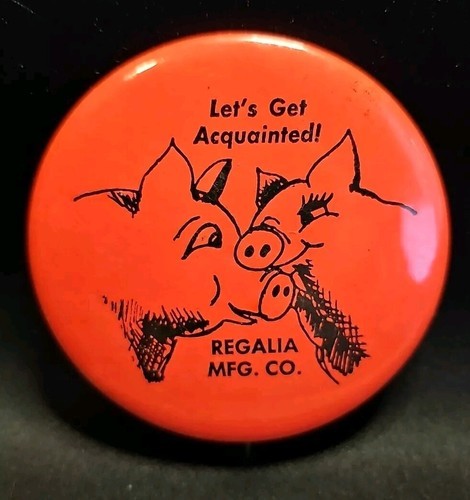 Let's Get
Acquainted!
REGALIA
MFG. CO.